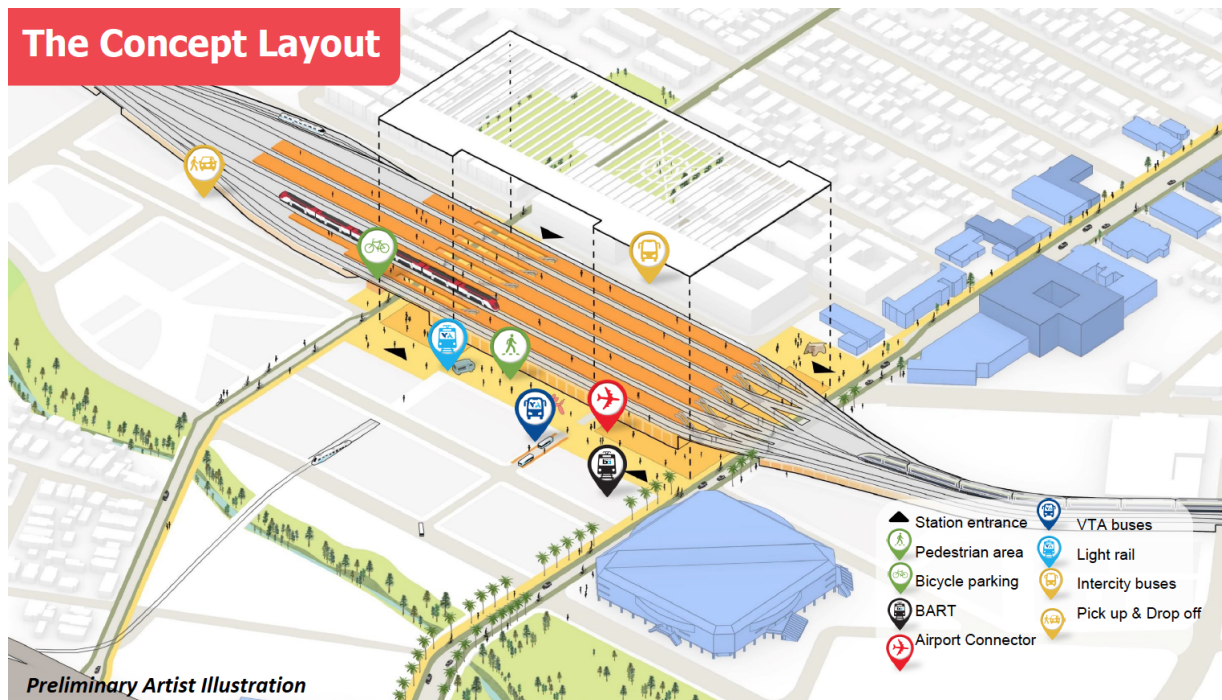 The Concept Layout
Station entrance
Pedestrian area
Bicycle parking
BART
Airport Connector
VTA buses
Light rail
Intercity buses
Pick up & Drop off
Preliminary Artist Illustration